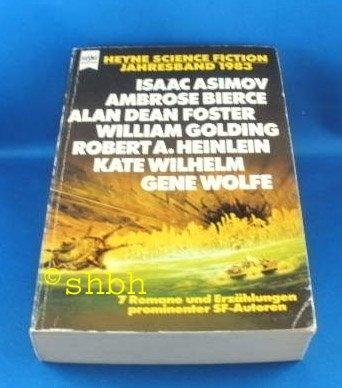 HEYNE SCIENCE FICTION
JAHRESBAND 1983
ISAAC ASIMOV
AMBROSE BIERCE
ALAN DEAN FOSTER
WILLIAM GOLDING
ROBERT A. HEINLEIN
KATE WILHELM
GENE WOLFE
©shbh
7 Romane und Erzählungen
prominenter SF-Autoren